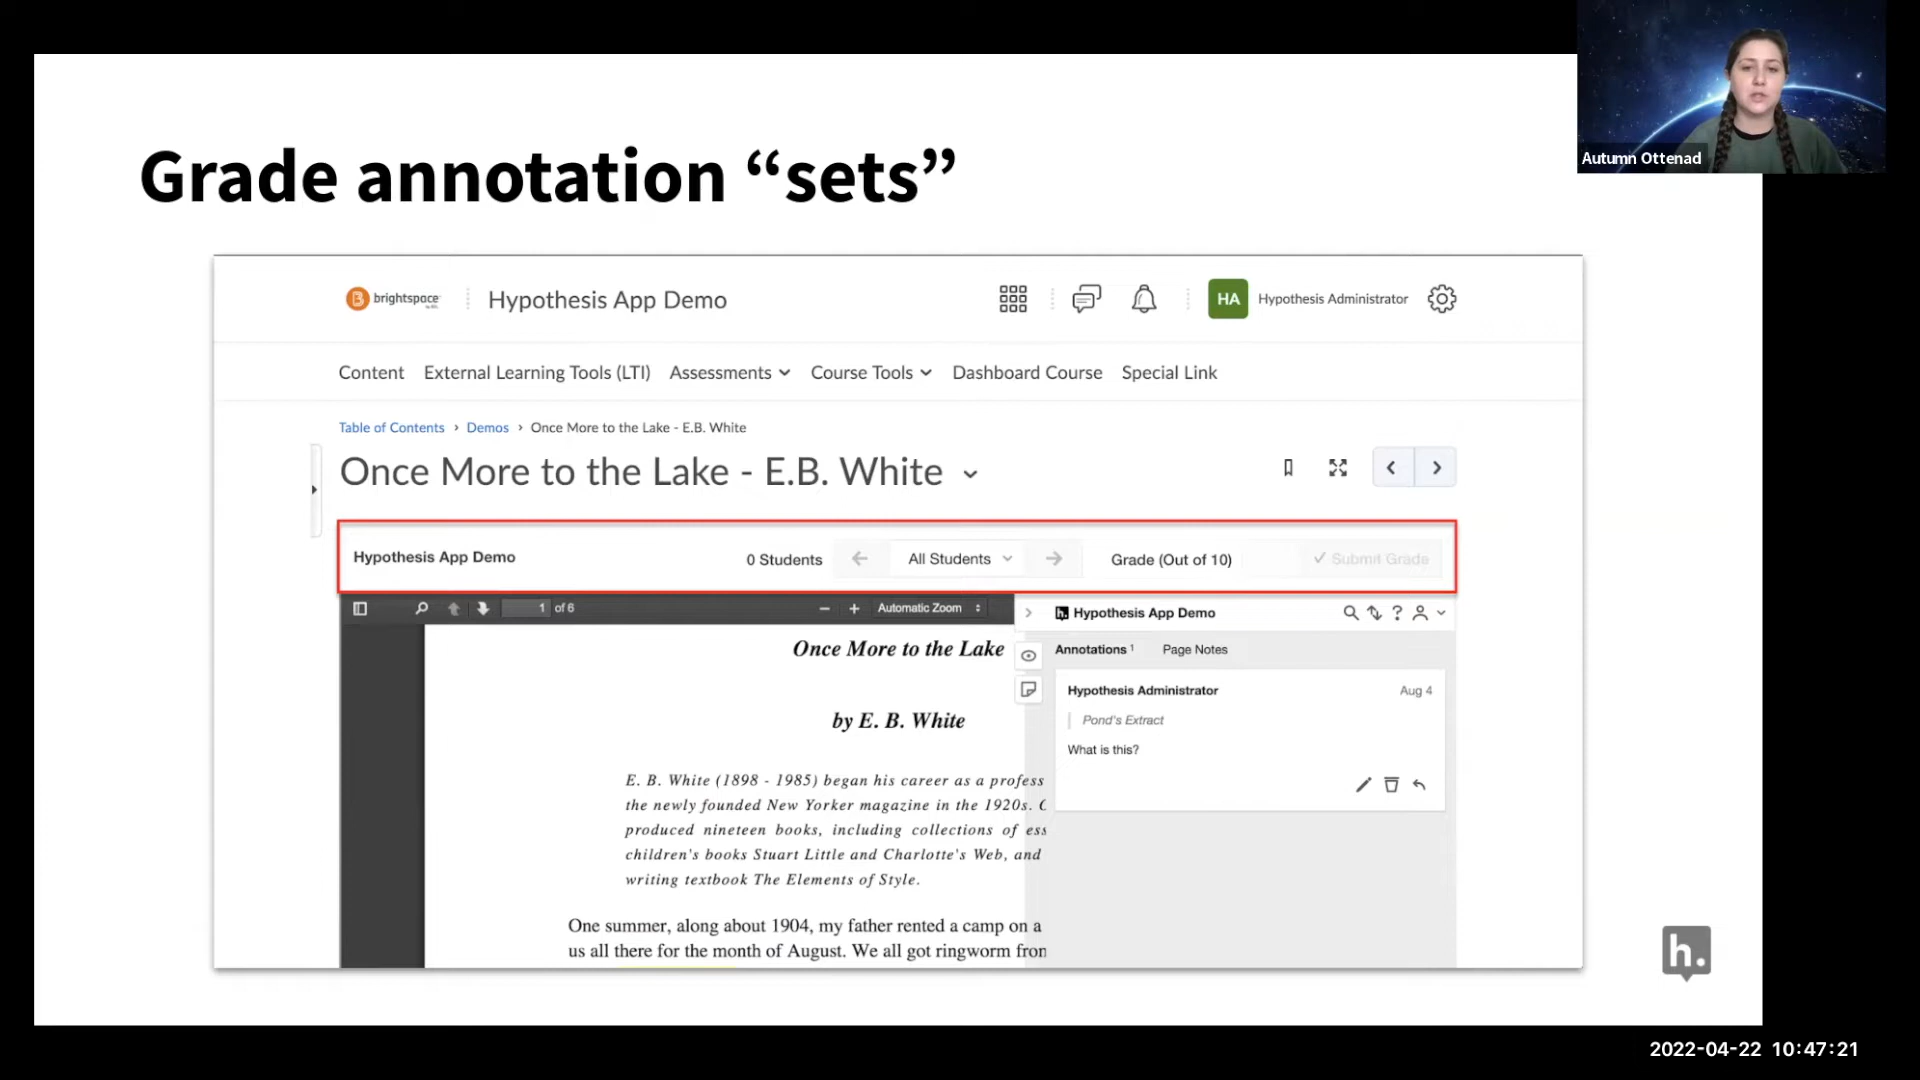 Autumn Ottenad
Grade annotation “sets”
brightspace
Hypothesis App Demo
HA
Hypothesis Administrator
Content External Learning Tools (LTI) Assessments Course Tools Dashboard Course Special Link
Table of Contents › Demos › Once More to the Lake - E.B. White
Once More to the Lake - E.B. White
Hypothesis App Demo 0 Students All Students Grade (Out of 10) Submit Grade
1 of 6 − + Automatic Zoom
h. Hypothesis App Demo ?
Annotations 1 Page Notes
Hypothesis Administrator Aug 4
Pond's Extract
What is this?
Once More to the Lake
by E. B. White
E. B. White (1898 - 1985) began his career as a profess
the newly founded New Yorker magazine in the 1920s.
produced nineteen books, including collections of ess
children's books Stuart Little and Charlotte's Web, and
writing textbook The Elements of Style.
One summer, along about 1904, my father rented a camp on a
us all there for the month of August. We all got ringworm from
h.
2022-04-22 10:47:21